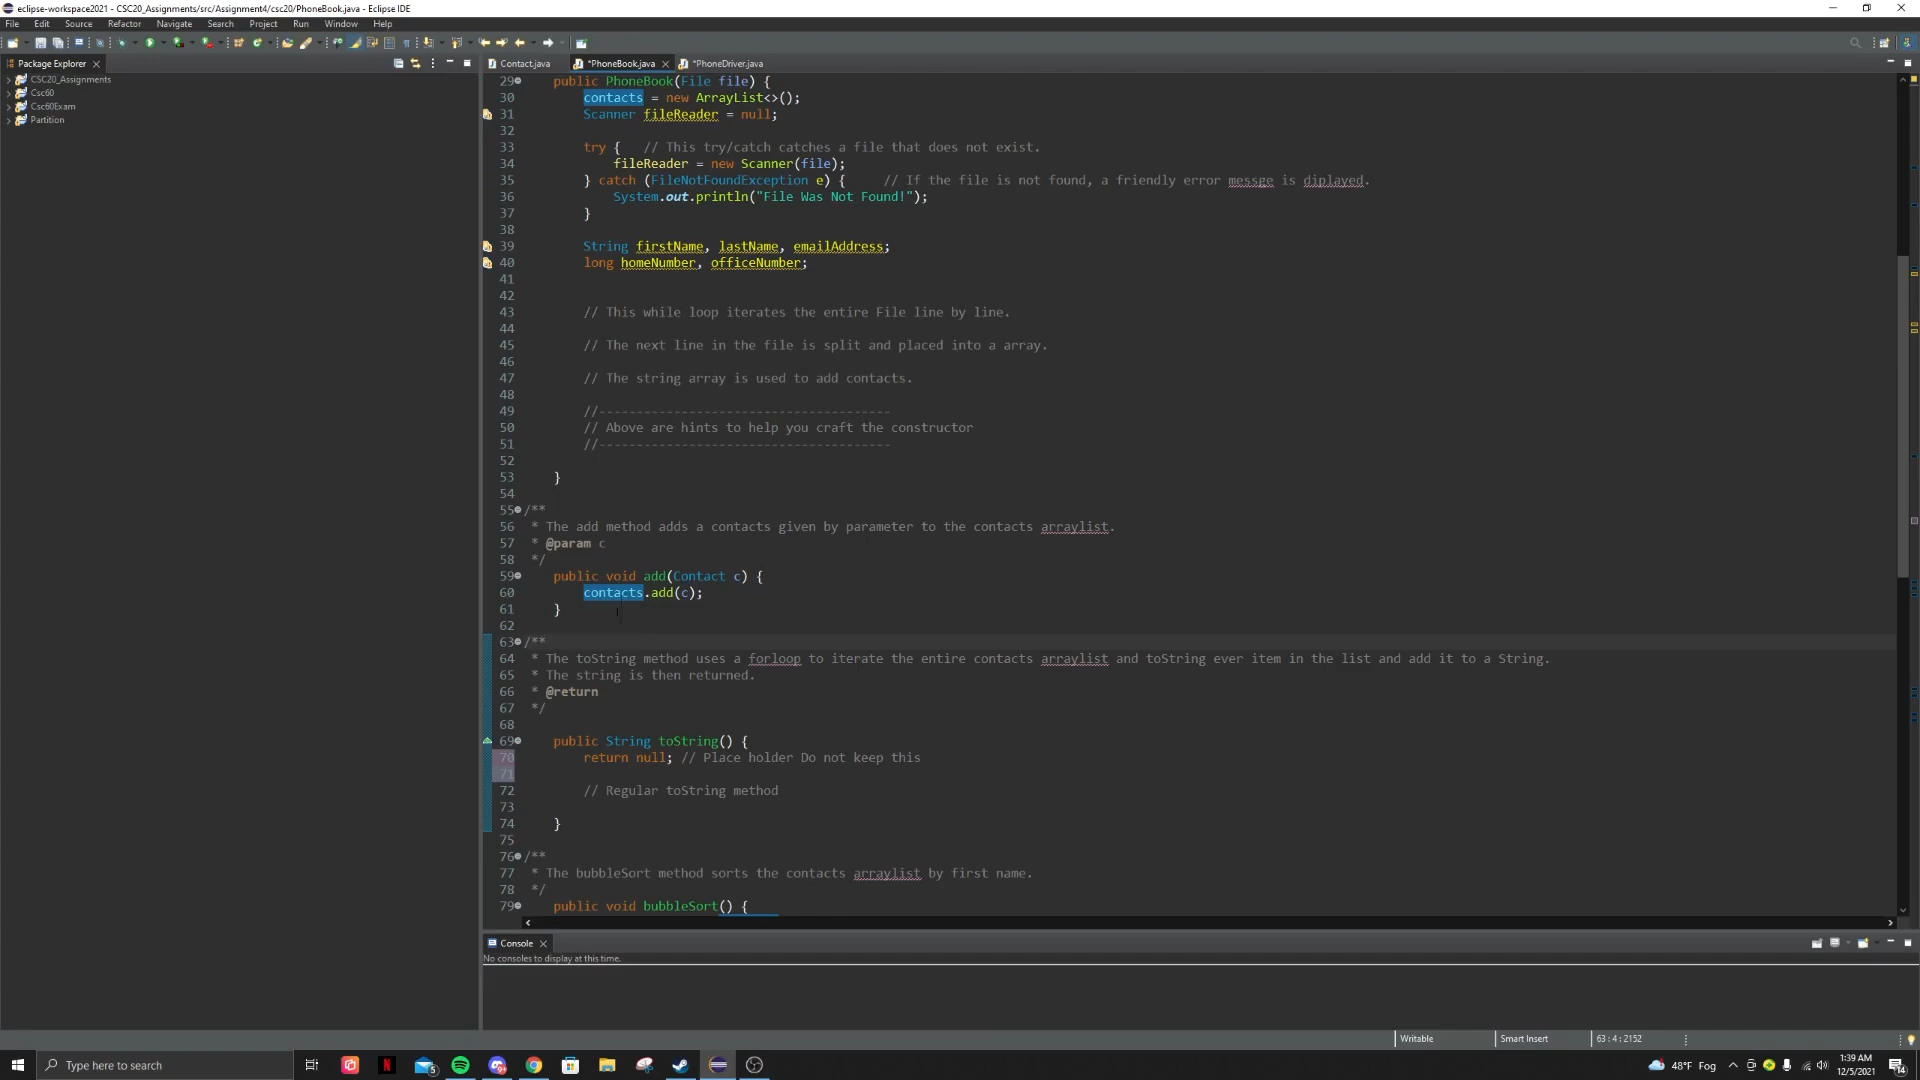 eclipse-workspace2021 - CSC20_Assignments/src/Assignment4/csc20/PhoneBook.java - Eclipse IDE
File Edit Source Refactor Navigate Search Project Run Window Help
Package Explorer
Contact.java *PhoneBook.java *PhoneDriver.java
CSC20_Assignments
Csc60
Csc60Exam
Partition
29 public PhoneBook(File file) {
30 contacts = new ArrayList<>();
31 Scanner fileReader = null;
32
33 try { // This try/catch catches a file that does not exist.
34 fileReader = new Scanner(file);
35 } catch (FileNotFoundException e) { // If the file is not found, a friendly error messge is diplayed.
36 System.out.println("File Was Not Found!");
37 }
38
39 String firstName, lastName, emailAddress;
40 long homeNumber, officeNumber;
41
42
43 // This while loop iterates the entire File line by line.
44
45 // The next line in the file is split and placed into a array.
46
47 // The string array is used to add contacts.
48
49 //---------------------------------------
50 // Above are hints to help you craft the constructor
51 //---------------------------------------
52
53 }
54
55 /**
56 * The add method adds a contacts given by parameter to the contacts arraylist.
57 * @param c
58 */
59 public void add(Contact c) {
60 contacts.add(c);
61 }
62
63 /**
64 * The toString method uses a forloop to iterate the entire contacts arraylist and toString ever item in the list and add it to a String.
65 * The string is then returned.
66 * @return
67 */
68
69 public String toString() {
70 return null; // Place holder Do not keep this
71
72 // Regular toString method
73
74 }
75
76 /**
77 * The bubbleSort method sorts the contacts arraylist by first name.
78 */
79 public void bubbleSort() {
Console
No consoles to display at this time.
Writable Smart Insert 63 : 4 : 2152
Type here to search
48°F Fog
1:39 AM
12/5/2021